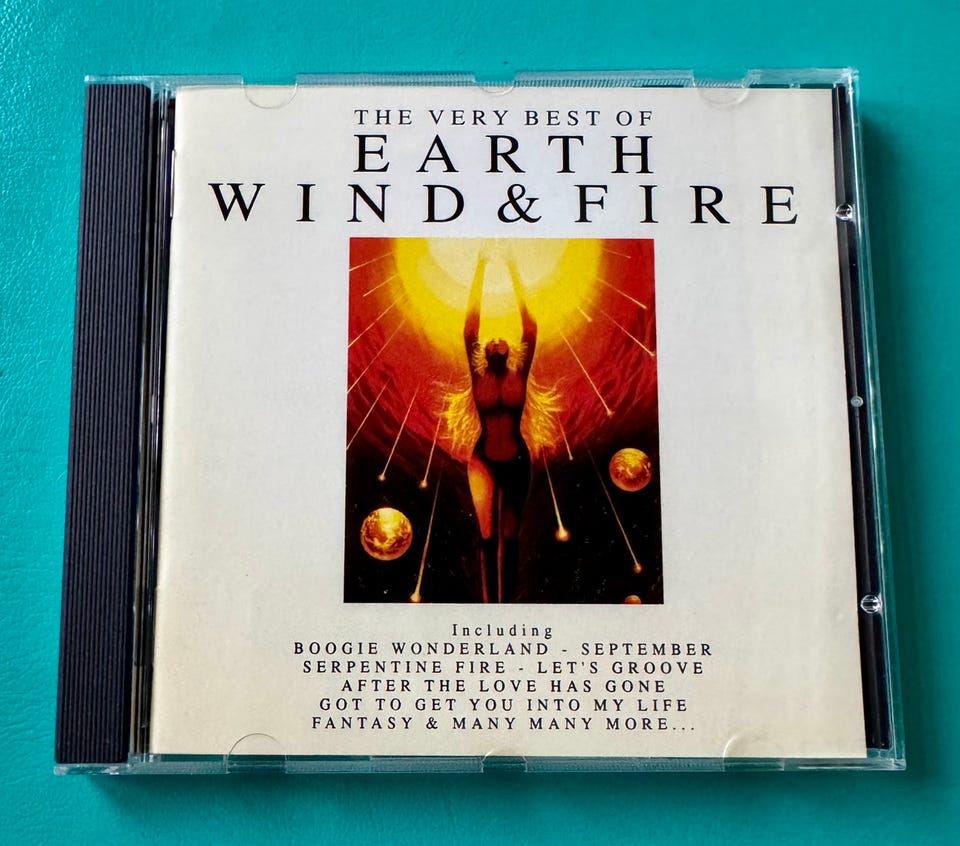 THE VERY BEST OF
EARTH
WIND & FIRE
Including
BOOGIE WONDERLAND - SEPTEMBER
SERPENTINE FIRE - LET'S GROOVE
AFTER THE LOVE HAS GONE
GOT TO GET YOU INTO MY LIFE
FANTASY & MANY MANY MORE...